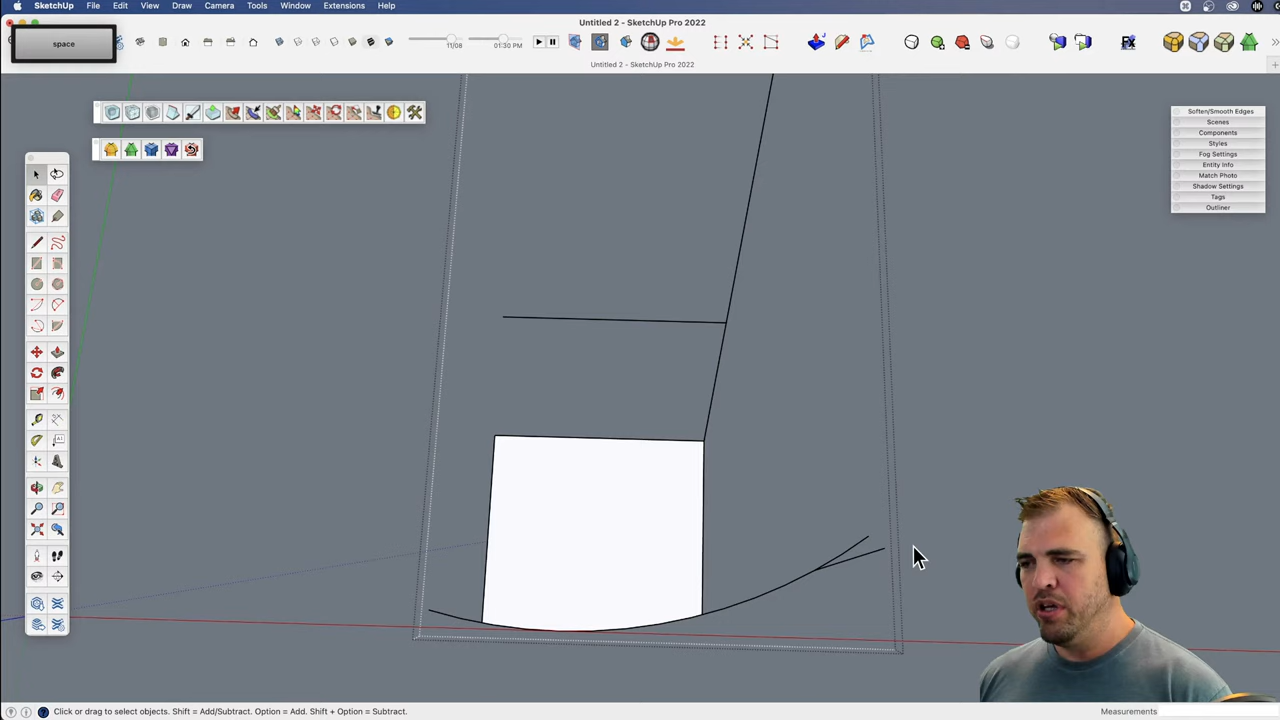 SketchUp File Edit View Draw Camera Tools Window Extensions Help
Untitled 2 - SketchUp Pro 2022
space
11/08
01:30 PM
Untitled 2 - SketchUp Pro 2022
Soften/Smooth Edges
Scenes
Components
Styles
Fog Settings
Entity Info
Match Photo
Shadow Settings
Tags
Outliner
Click or drag to select objects. Shift = Add/Subtract. Option = Add. Shift + Option = Subtract.
Measurements